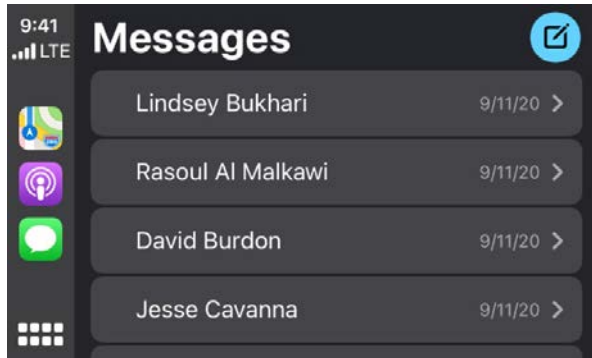 9:41
LTE
Messages
Lindsey Bukhari
9/11/20
Rasoul Al Malkawi
9/11/20
David Burdon
9/11/20
Jesse Cavanna
9/11/20